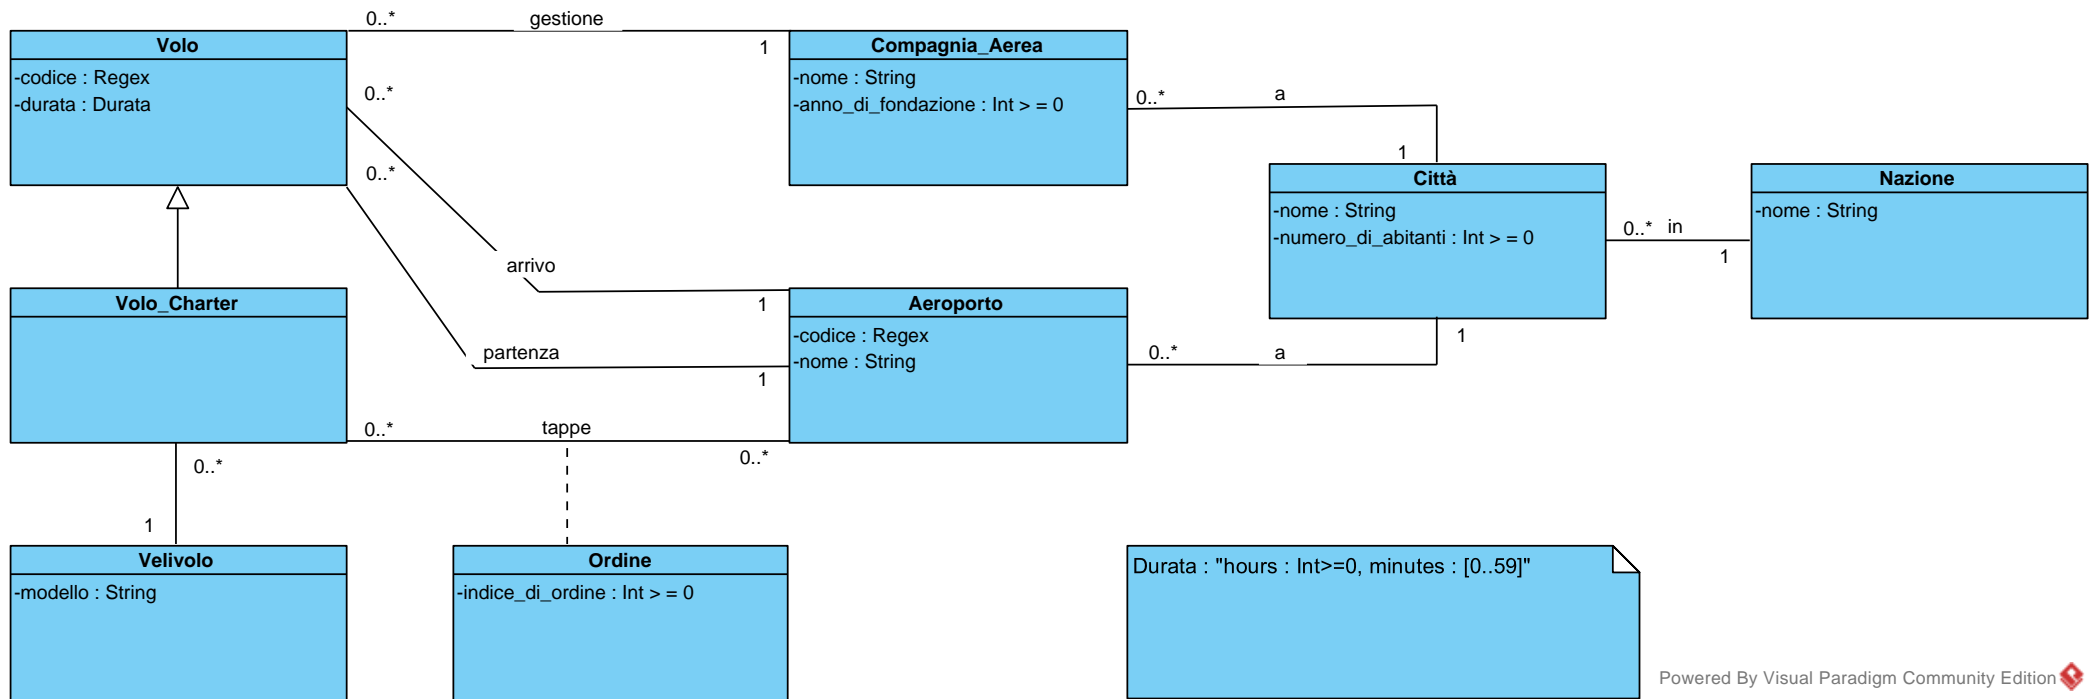 0..*
gestione
1
Volo
-codice : Regex
-durata : Durata
Compagnia_Aerea
-nome : String
-anno_di_fondazione : Int > = 0
0..*
a
1
0..*
0..*
arrivo
1
partenza
1
Città
-nome : String
-numero_di_abitanti : Int > = 0
0..*
in
1
Nazione
-nome : String
Volo_Charter
Aeroporto
-codice : Regex
-nome : String
0..*
a
1
0..*
tappe
0..*
0..*
1
Velivolo
-modello : String
Ordine
-indice_di_ordine : Int > = 0
Durata : "hours : Int>=0, minutes : [0..59]"
Powered By Visual Paradigm Community Edition